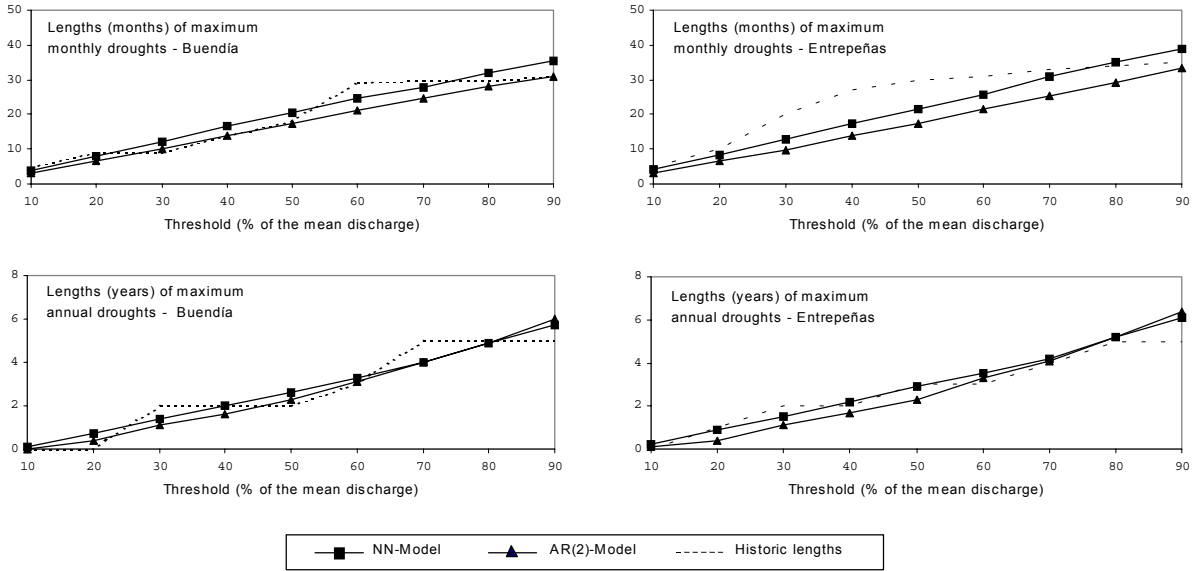 Lengths (months) of maximum
monthly droughts - Buendía
50
40
30
20
10
0
10 20 30 40 50 60 70 80 90
Threshold (% of the mean discharge)
Lengths (months) of maximum
monthly droughts - Entrepeñas
50
40
30
20
10
0
10 20 30 40 50 60 70 80 90
Threshold (% of the mean discharge)
Lengths (years) of maximum
annual droughts - Buendía
8
6
4
2
0
10 20 30 40 50 60 70 80 90
Threshold (% of the mean discharge)
Lengths (years) of maximum
annual droughts - Entrepeñas
8
6
4
2
0
10 20 30 40 50 60 70 80 90
Threshold (% of the mean discharge)
NN-Model AR(2)-Model Historic lengths